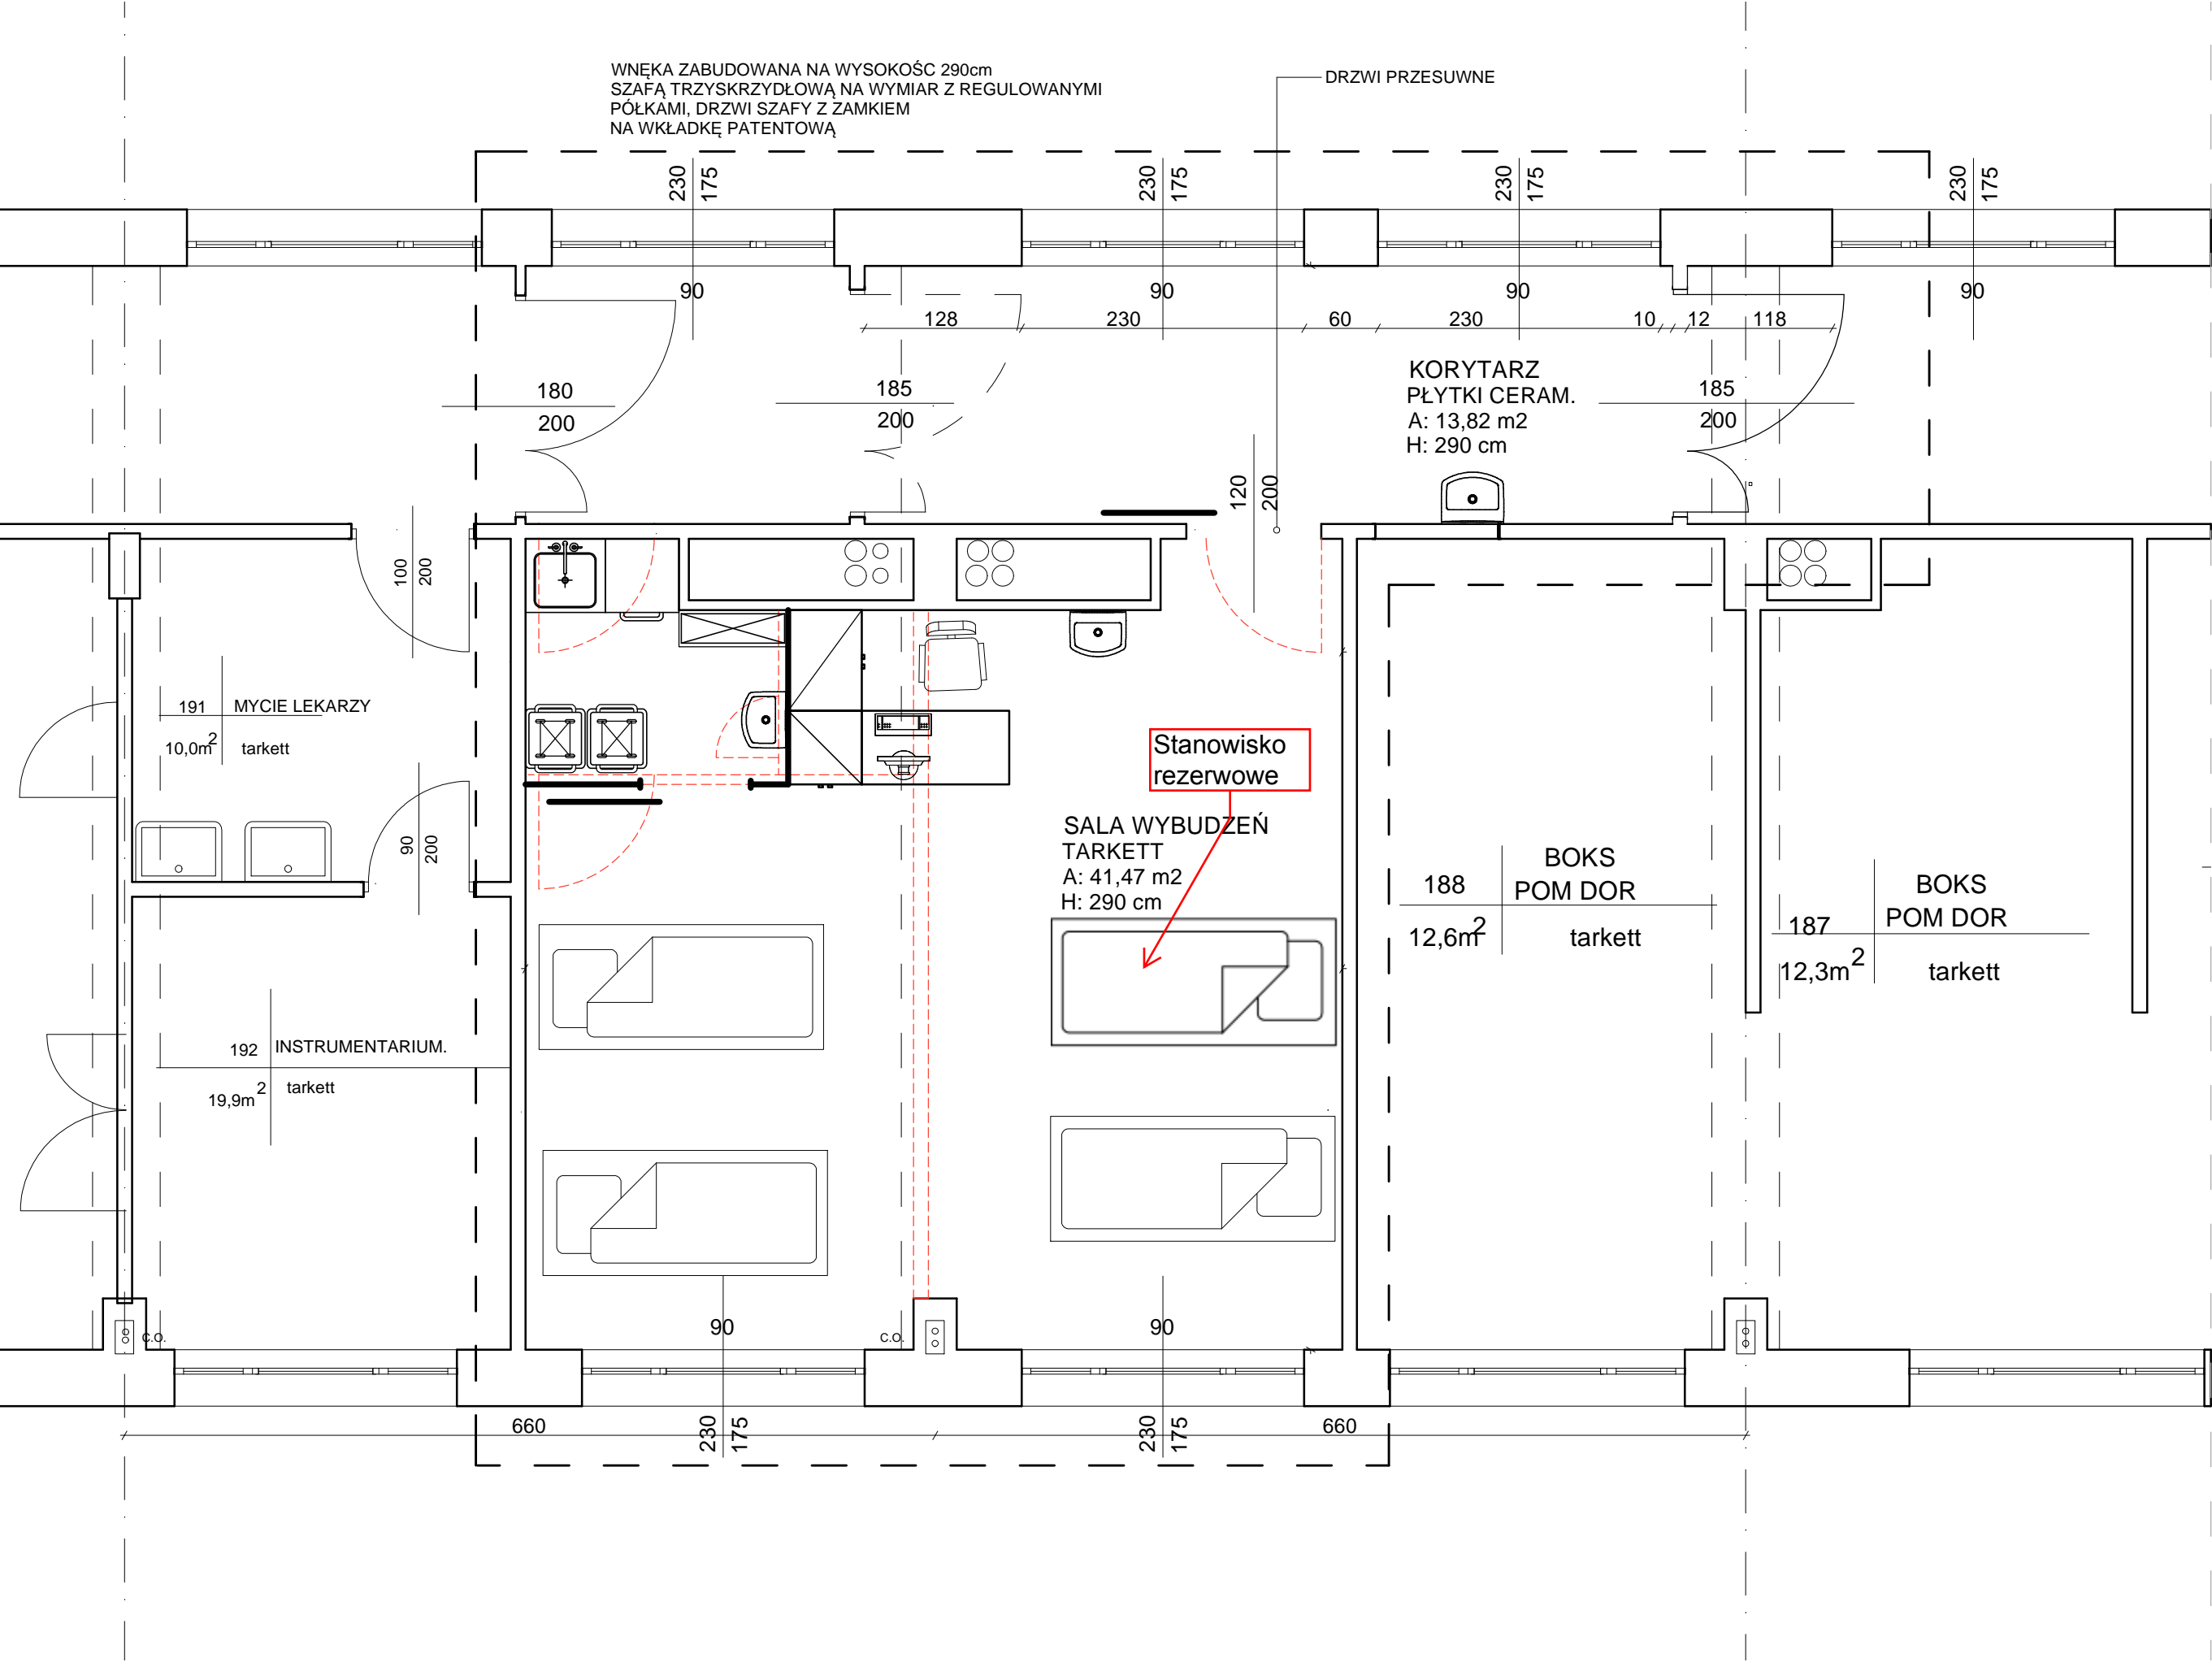 WNĘKA ZABUDOWANA NA WYSOKOŚC 290cm
SZAFĄ TRZYSKRZYDŁOWĄ NA WYMIAR Z REGULOWANYMI
PÓŁKAMI, DRZWI SZAFY Z ZAMKIEM
NA WKŁADKĘ PATENTOWĄ
DRZWI PRZESUWNE
230
175
230
175
230
175
230
175
90
90
90
90
128
230
60
230
10
12
118
180
200
185
200
KORYTARZ
PŁYTKI CERAM.
A: 13,82 m2
H: 290 cm
185
200
120
200
100
200
191
MYCIE LEKARZY
10,0m2
tarkett
90
200
Stanowisko
rezerwowe
SALA WYBUDZEŃ
TARKETT
A: 41,47 m2
H: 290 cm
188
BOKS
POM DOR
12,6m2
tarkett
187
BOKS
POM DOR
12,3m2
tarkett
192
INSTRUMENTARIUM.
19,9m2
tarkett
C.O.
90
C.O.
90
660
230
175
230
175
660